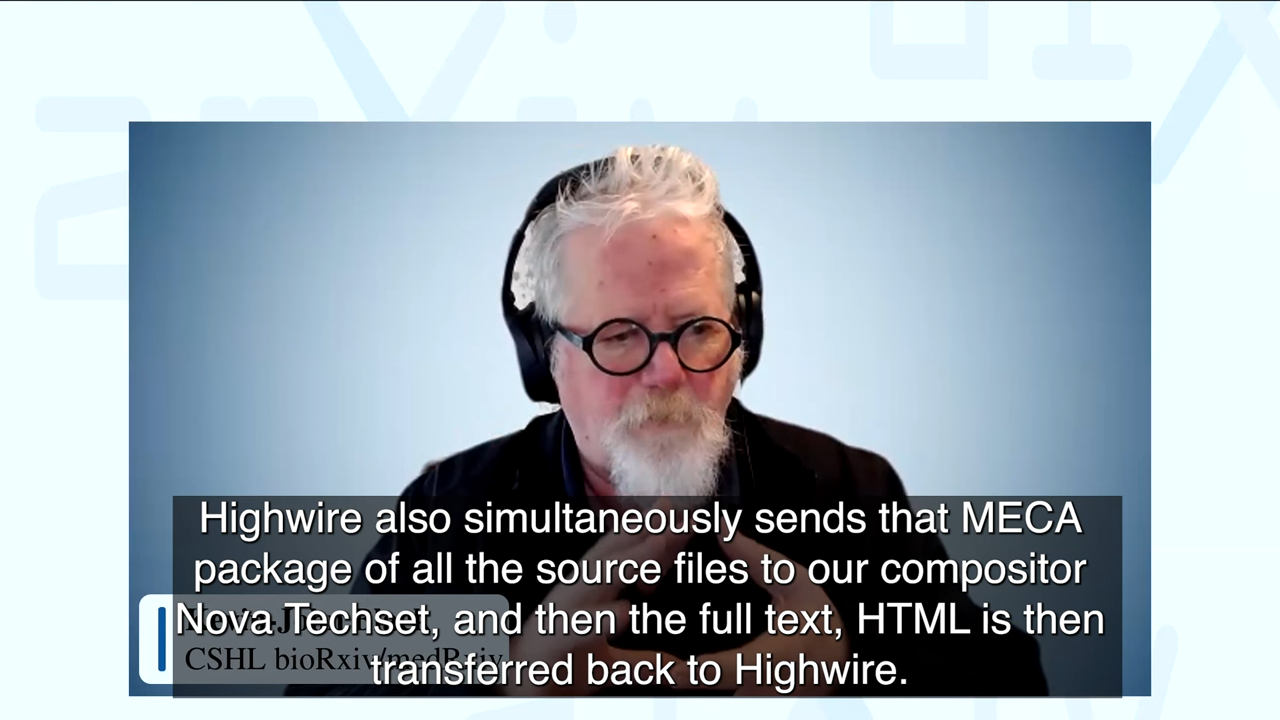 Highwire also simultaneously sends that MECA
package of all the source files to our compositor
Nova Techset, and then the full text, HTML is then
transferred back to Highwire.
CSHL bioRxiv/medRxiv